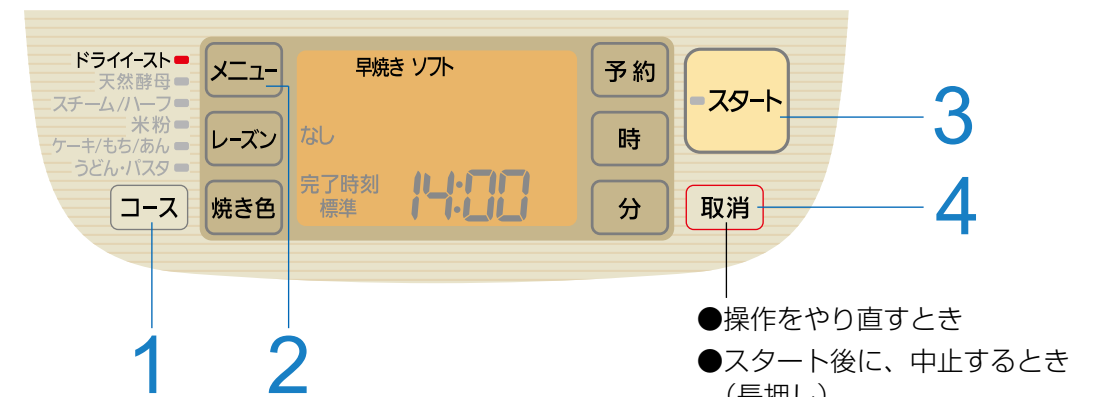 ドライイースト
天然酵母
スチーム/ハーフ
米粉
ケーキ/もち/あん
うどん・パスタ
コース
メニュー
レーズン
焼き色
早焼き ソフト
なし
完了時刻
標準
14:00
予約
時
分
スタート
取消
1
2
3
4
●操作をやり直すとき
●スタート後に、中止するとき
(長押し)